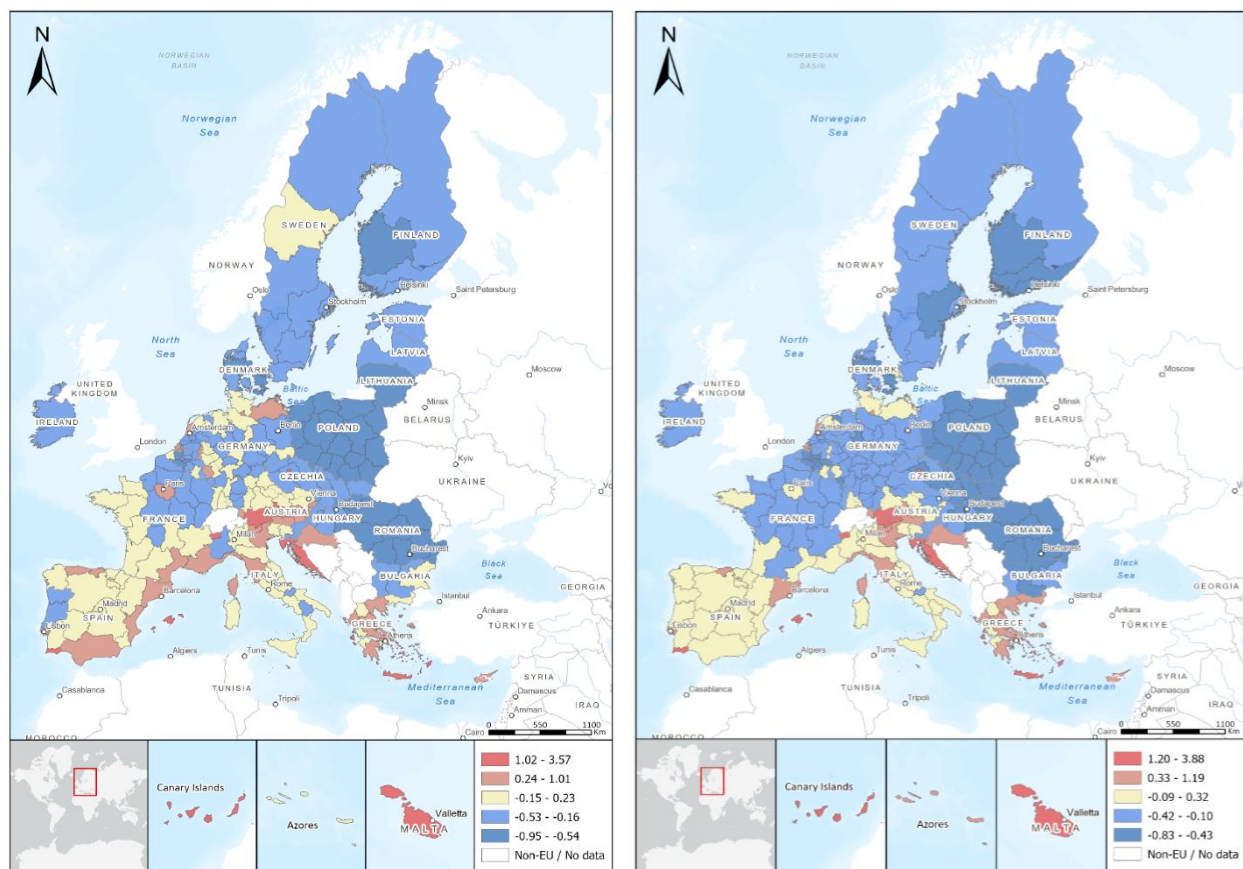 N
NORWEGIAN
BASIN
Norwegian
Sea
SWEDEN
FINLAND
NORWAY
Oslo
Helsinki
Saint Petersburg
Stockholm
ESTONIA
North
Sea
LATVIA
Moscow
DENMARK
Baltic
Sea
LITHUANIA
UNITED
KINGDOM
Minsk
BELARUS
IRELAND
Amsterdam
Berlin
POLAND
London
GERMANY
Kyiv
UKRAINE
CZECHIA
Paris
Vienna
Budapest
FRANCE
AUSTRIA
HUNGARY
Milan
ROMANIA
Bucharest
Black
Sea
ITALY
BULGARIA
GEORGIA
Rome
Istanbul
Madrid
Barcelona
SPAIN
Ankara
Lisbon
GREECE
TÜRKIYE
Athens
Algiers
Tunis
SYRIA
Casablanca
TUNISIA
Mediterranean
Sea
Damascus
IRAQ
Amman
Tripoli
0 550 1100
Km
MOROCCO
Cairo
Canary Islands
Azores
Valletta
MALTA
1.02 - 3.57
0.24 - 1.01
-0.15 - 0.23
-0.53 - -0.16
-0.95 - -0.54
Non-EU / No data
N
NORWEGIAN
BASIN
Norwegian
Sea
SWEDEN
FINLAND
NORWAY
Oslo
Helsinki
Saint Petersburg
Stockholm
ESTONIA
North
Sea
LATVIA
Moscow
DENMARK
Baltic
Sea
LITHUANIA
UNITED
KINGDOM
Minsk
BELARUS
IRELAND
Amsterdam
Berlin
POLAND
London
GERMANY
Kyiv
UKRAINE
CZECHIA
Paris
Vienna
Budapest
FRANCE
AUSTRIA
HUNGARY
Milan
ROMANIA
Bucharest
Black
Sea
ITALY
BULGARIA
GEORGIA
Rome
Istanbul
Madrid
Barcelona
SPAIN
Ankara
Lisbon
GREECE
TÜRKIYE
Athens
Algiers
Tunis
SYRIA
Casablanca
TUNISIA
Mediterranean
Sea
Damascus
IRAQ
Amman
Tripoli
0 550 1100
Km
MOROCCO
Cairo
Canary Islands
Azores
Valletta
MALTA
1.20 - 3.88
0.33 - 1.19
-0.09 - 0.32
-0.42 - -0.10
-0.83 - -0.43
Non-EU / No data